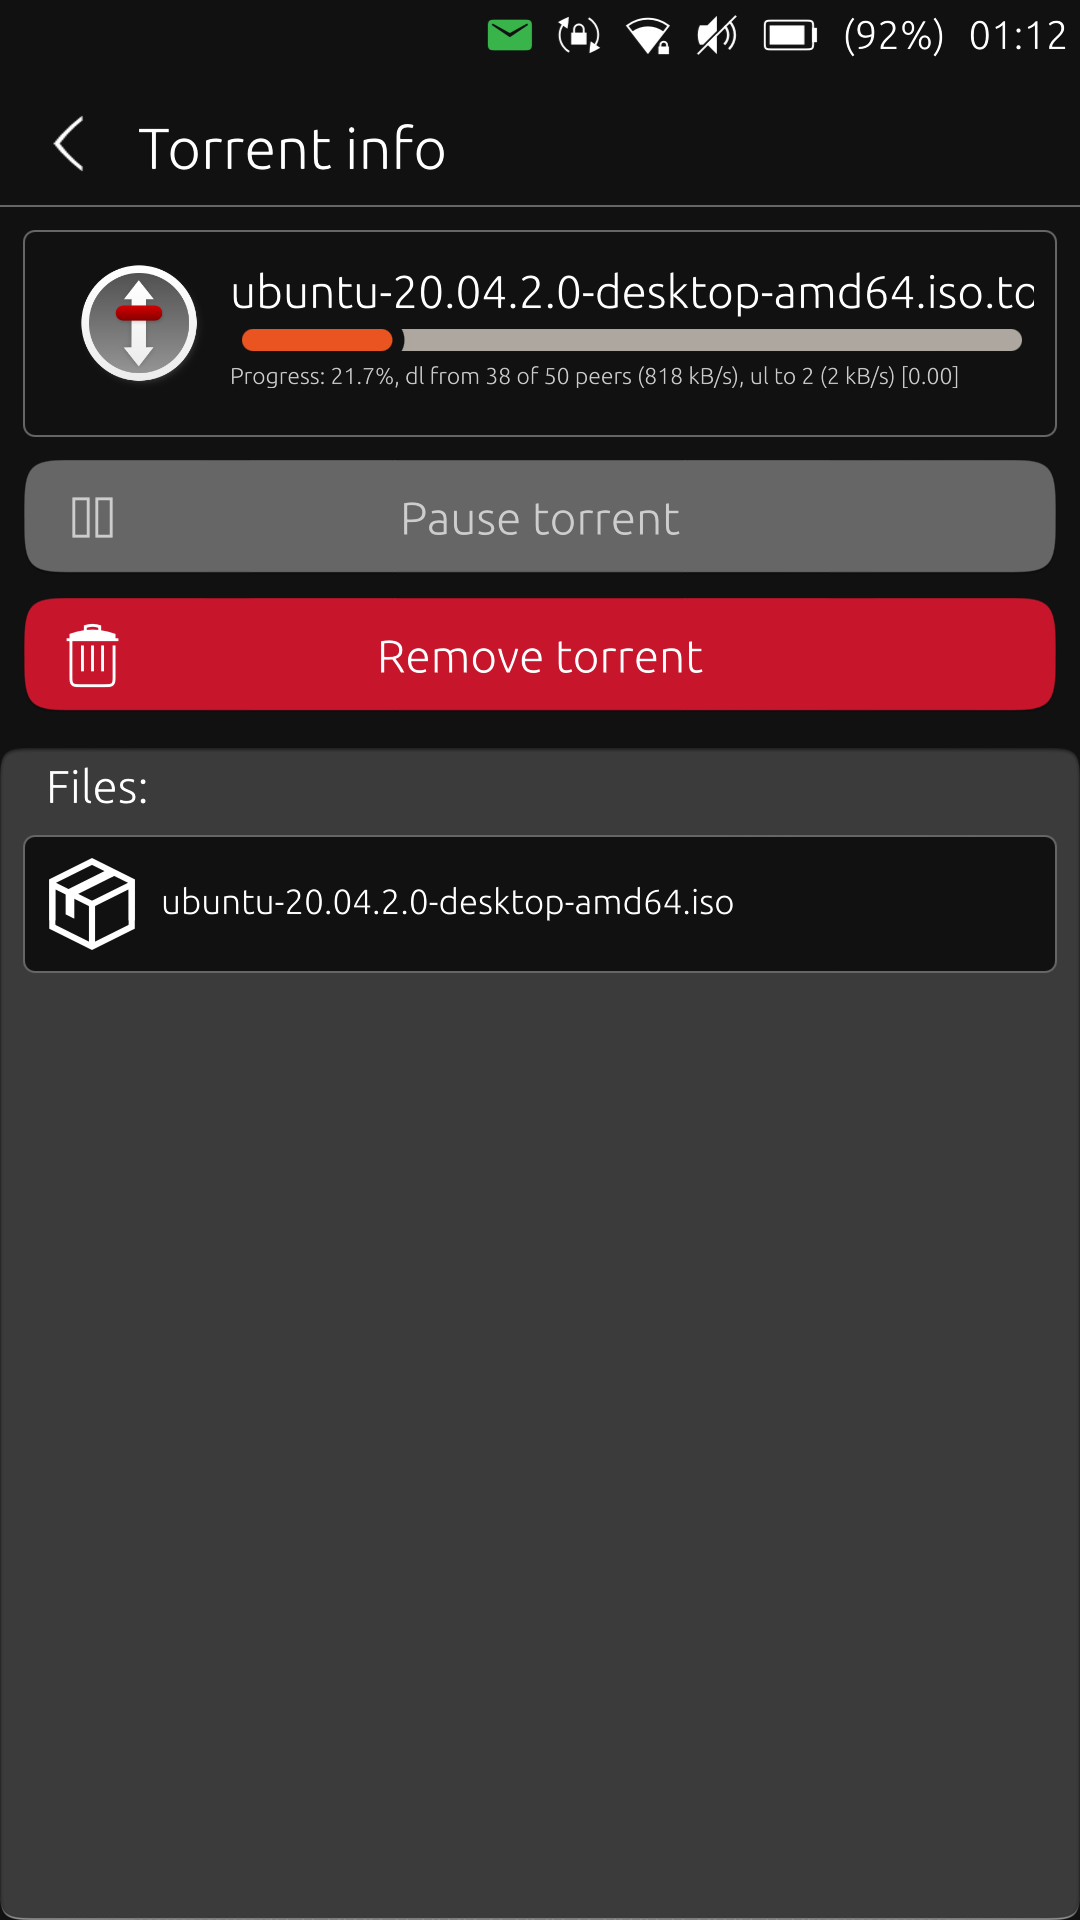 (92%) 01:12
Torrent info
ubuntu-20.04.2.0-desktop-amd64.iso.to
Progress: 21.7%, dl from 38 of 50 peers (818 kB/s), ul to 2 (2 kB/s) [0.00]
Pause torrent
Remove torrent
Files:
ubuntu-20.04.2.0-desktop-amd64.iso